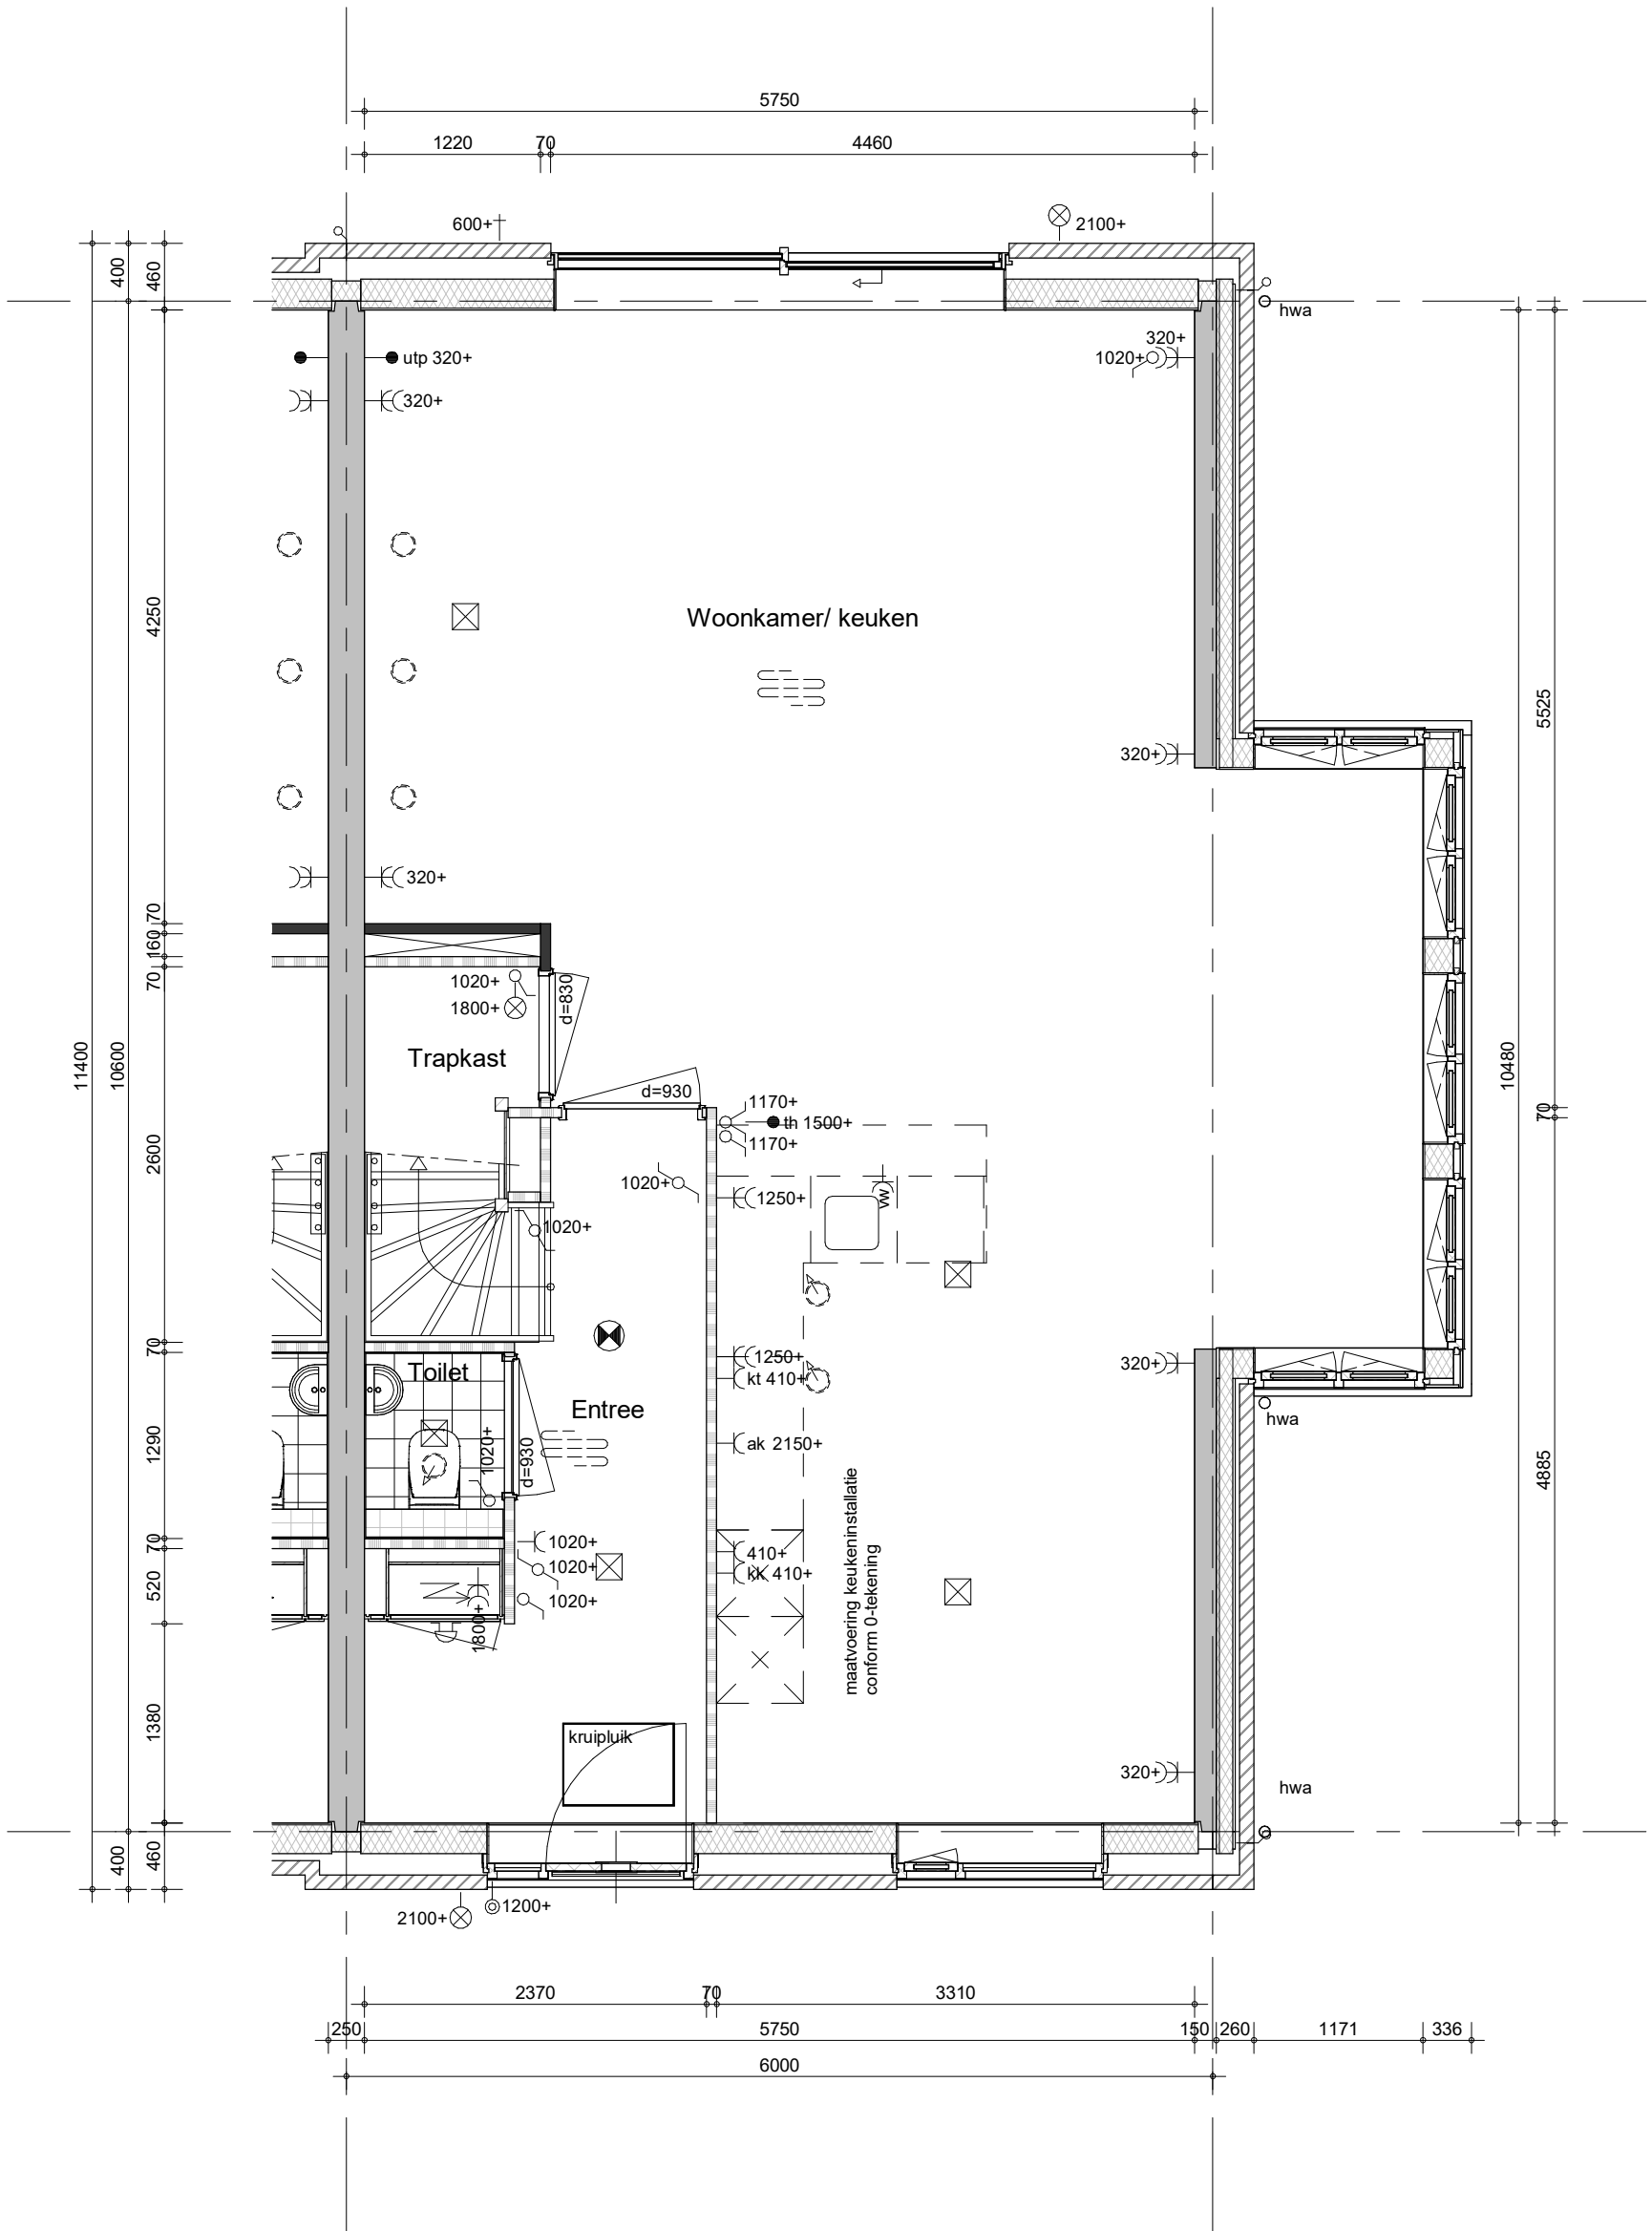 5750
1220 70 4460
600+ 2100+
400 460
hwa
utp 320+
320+
1020+
320+
4250
Woonkamer/ keuken
5525
320+
320+
70
160
70
1020+
1800+
d=830
Trapkast
d=930
11400
10600
10480
70
1170+
th 1500+
1170+
2600
1020+
1250+
vw
1020+
70
1250+
kt 410+
320+
Toilet
Entree
hwa
1290
1020+
d=930
ak 2150+
4885
maatvoering keukeninstallatie
conform 0-tekening
70
1020+
1020+
410+
kk 410+
520
1020+
1800+
1380
kruipluik
320+
hwa
400 460
1200+
2100+
2370 70 3310
250 5750 150 260 1171 336
6000